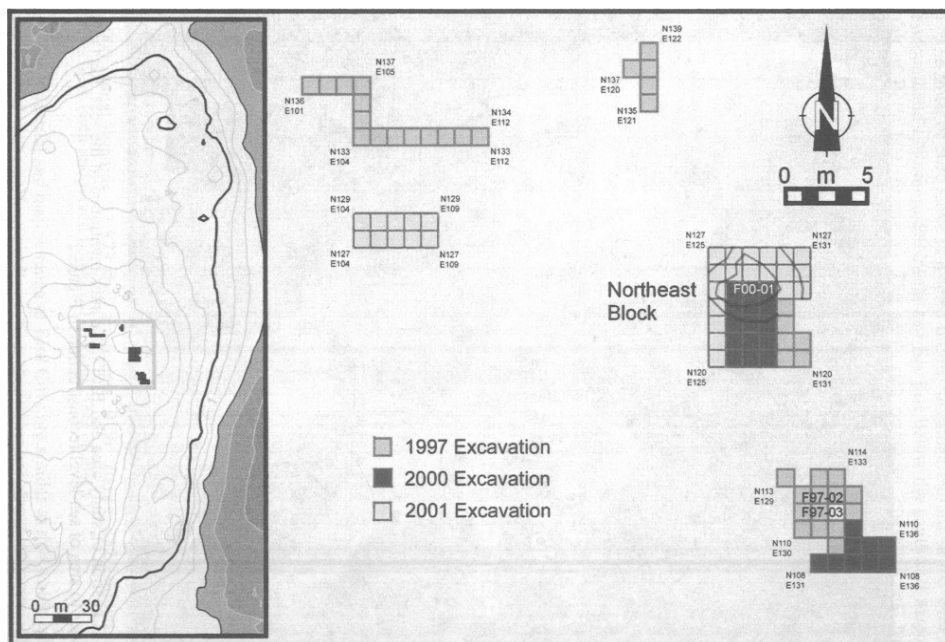 N139
E122
N137
E105
N137
E120
N136
E101
N134
E112
N135
E121
N133
E104
N133
E112
N
0 m 5
N129
E104
N129
E109
N127
E104
N127
E109
N127
E125
N127
E131
Northeast
Block
F00-01
35
35
N120
E125
N120
E131
1997 Excavation
2000 Excavation
2001 Excavation
N114
E133
N113
E129
F97-02
F97-03
N110
E130
N110
E136
N108
E131
N108
E136
0 m 30